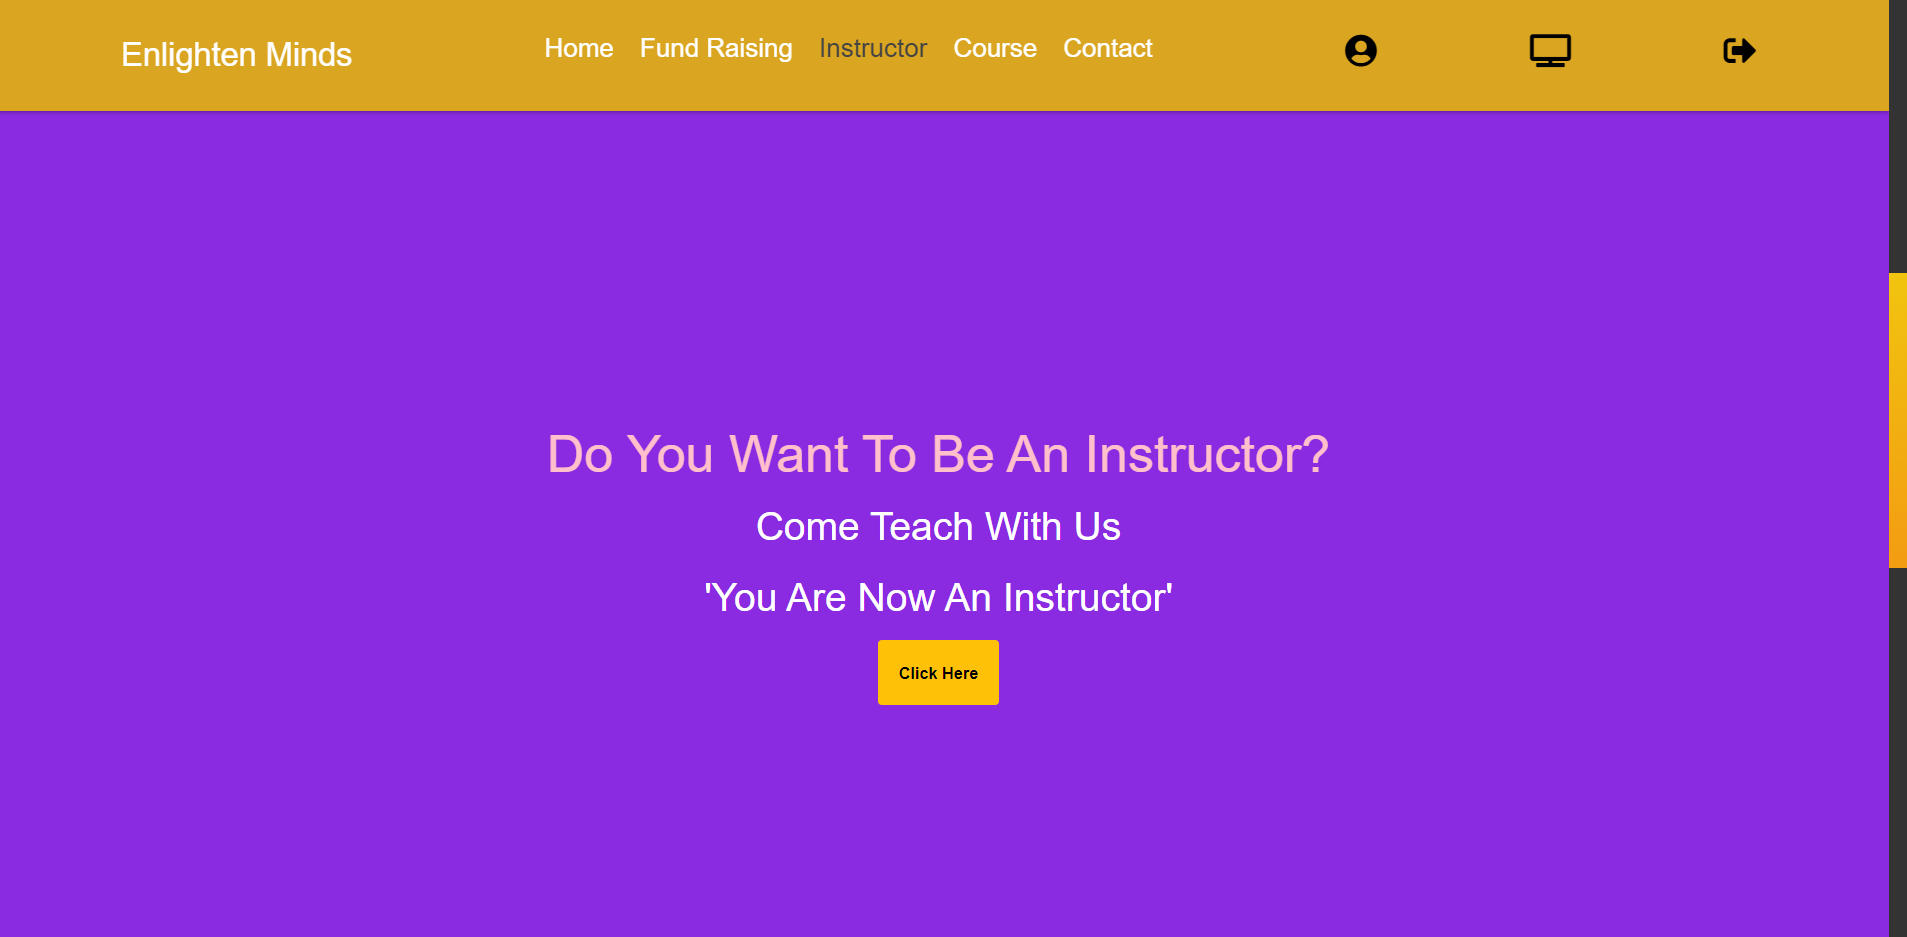 Enlighten Minds
Home Fund Raising Instructor Course Contact
Do You Want To Be An Instructor?
Come Teach With Us
'You Are Now An Instructor'
Click Here